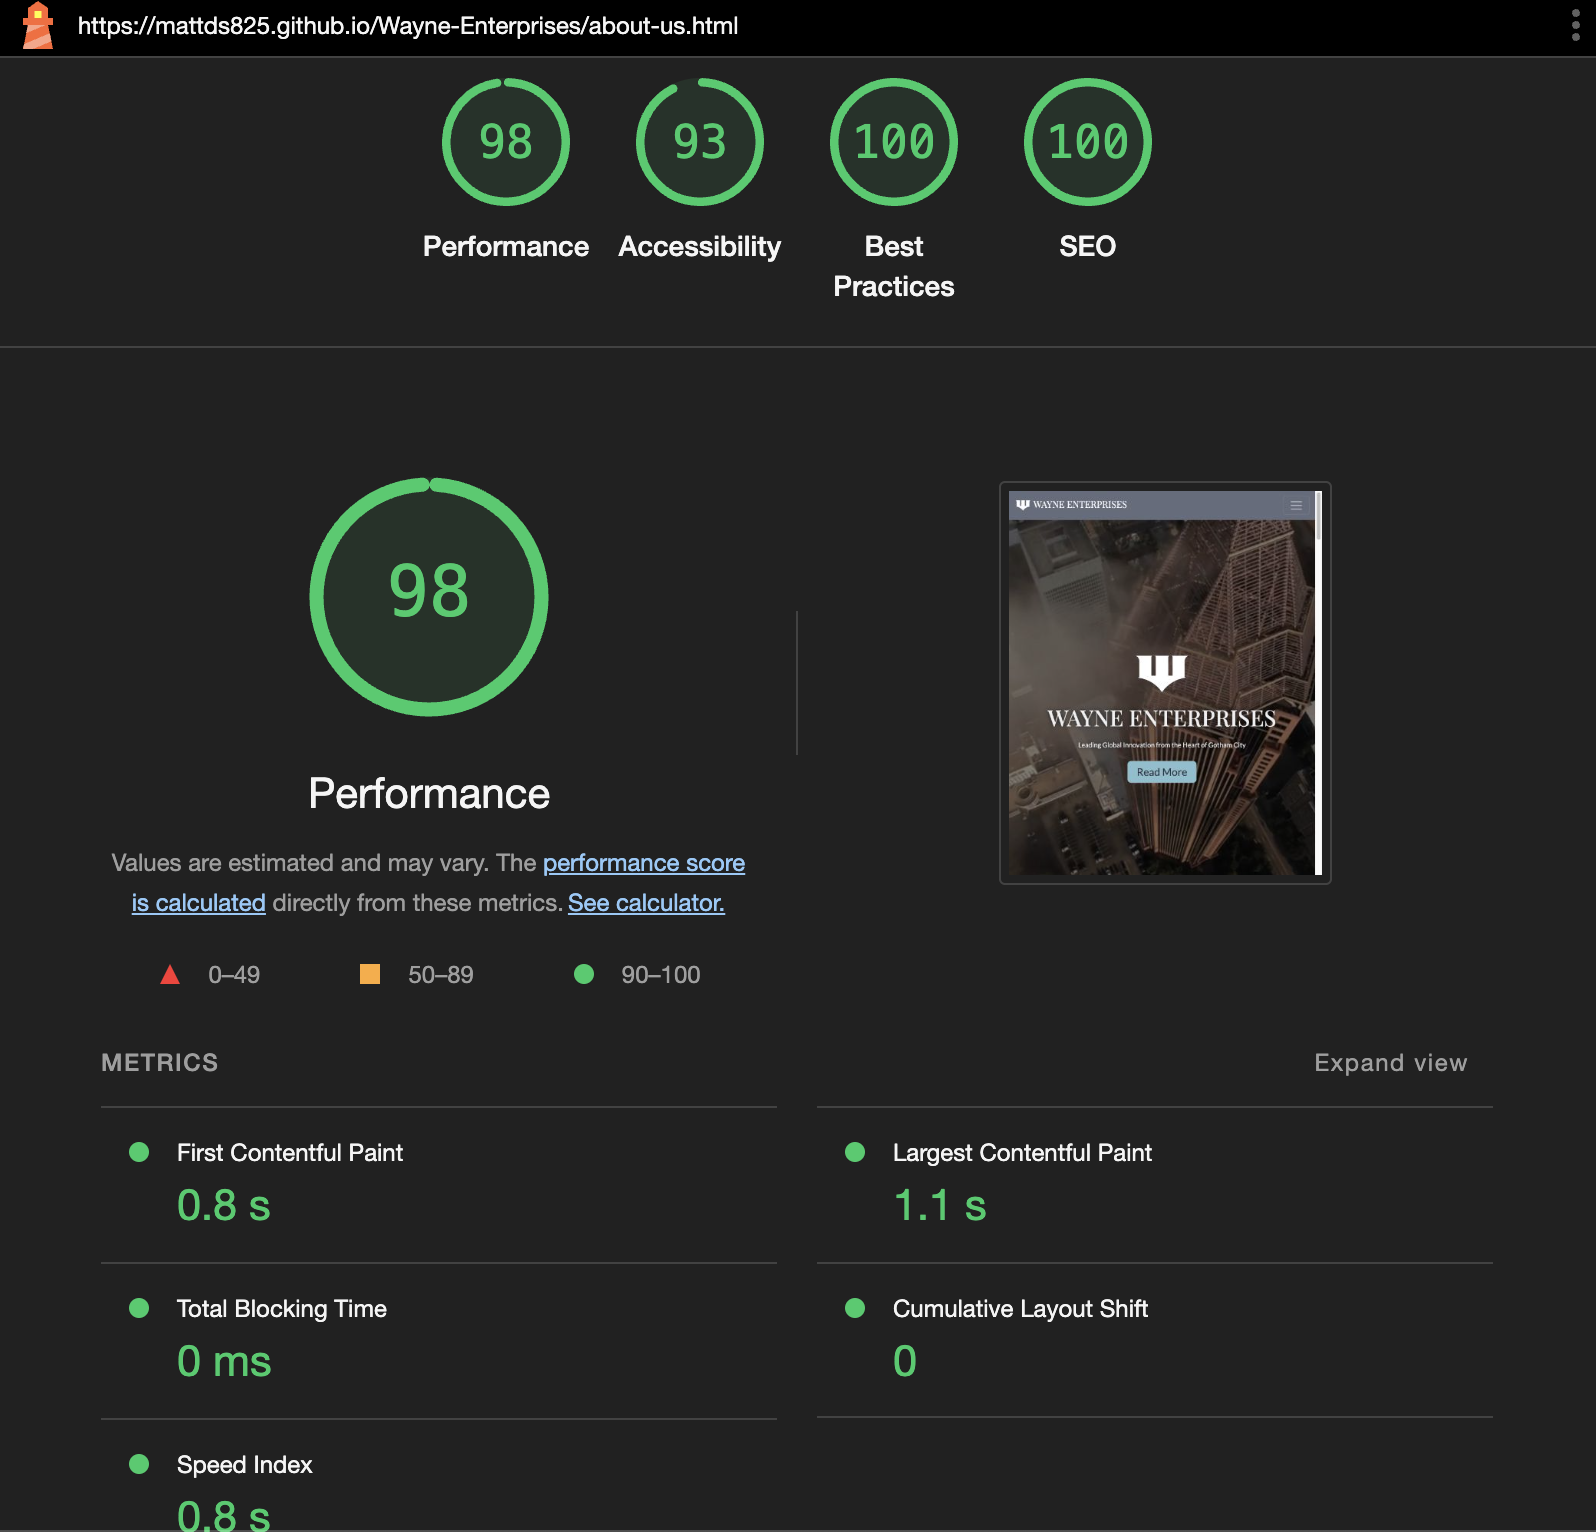 https://mattds825.github.io/Wayne-Enterprises/about-us.html
98
93
100
100
Performance
Accessibility
Best
Practices
SEO
98
Performance
Values are estimated and may vary. The performance score
is calculated directly from these metrics. See calculator.
0–49
50–89
90–100
WAYNE ENTERPRISES
WAYNE ENTERPRISES
Leading Global Innovation from the Heart of Gotham City
Read More
METRICS
Expand view
First Contentful Paint
0.8 s
Largest Contentful Paint
1.1 s
Total Blocking Time
0 ms
Cumulative Layout Shift
0
Speed Index
0.8 s